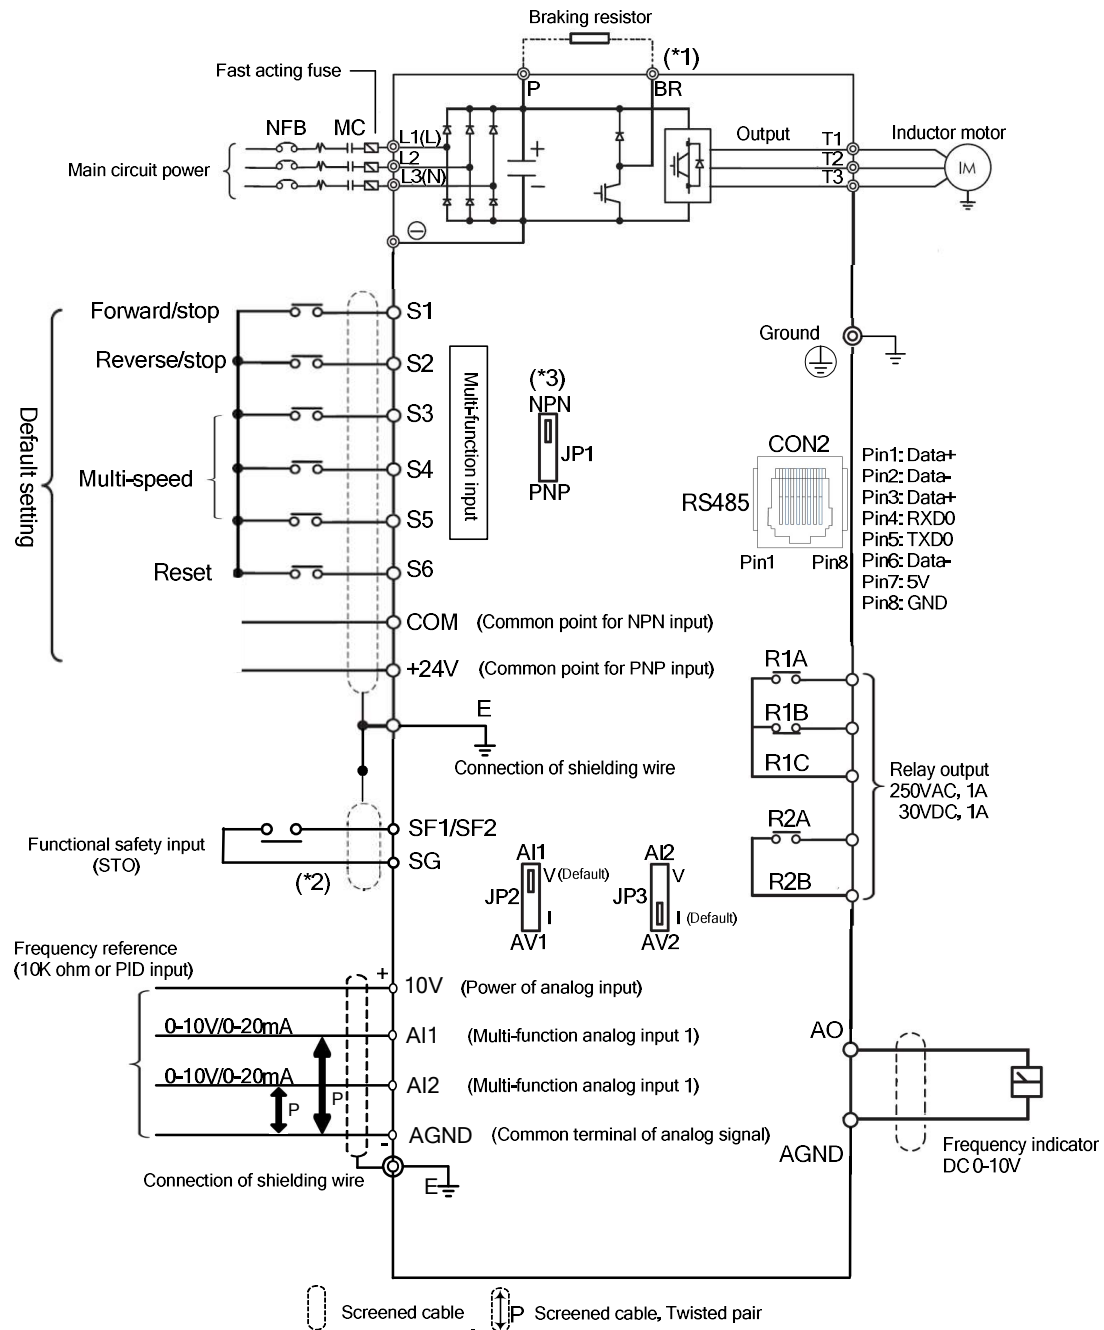 Braking resistor
(*1)
Fast acting fuse
P
BR
NFB
MC
L1(L)
L2
L3(N)
Main circuit power
+
−
Output
T1
T2
T3
Inductor motor
IM
⊖
Default setting
Forward/stop
S1
Reverse/stop
S2
S3
Multi-speed
S4
S5
Reset
S6
Multi-function input
COM
(Common point for NPN input)
+24V
(Common point for PNP input)
(*3)
NPN
JP1
PNP
Ground
CON2
RS485
Pin1
Pin8
Pin1: Data+
Pin2: Data-
Pin3: Data+
Pin4: RXD0
Pin5: TXD0
Pin6: Data-
Pin7: 5V
Pin8: GND
E
Connection of shielding wire
R1A
R1B
R1C
R2A
R2B
Relay output
250VAC, 1A
30VDC, 1A
Functional safety input
(STO)
(*2)
SF1/SF2
SG
AI1
V (Default)
JP2
I
AV1
AI2
V
JP3
I (Default)
AV2
Frequency reference
(10K ohm or PID input)
+
10V
(Power of analog input)
0-10V/0-20mA
AI1
(Multi-function analog input 1)
0-10V/0-20mA
AI2
(Multi-function analog input 1)
P
P
AGND
(Common terminal of analog signal)
-
Connection of shielding wire
E
AO
AGND
Frequency indicator
DC 0-10V
Screened cable
P
Screened cable, Twisted pair